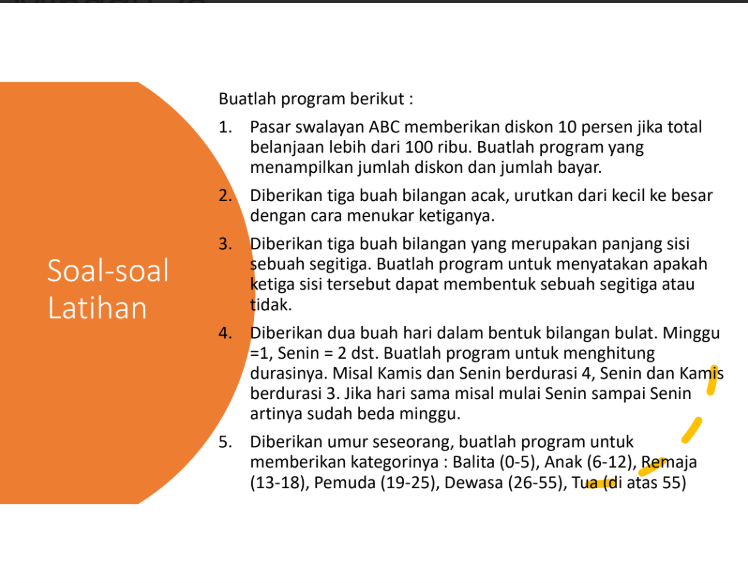 Soal-soal
Latihan
Buatlah program berikut :
1. Pasar swalayan ABC memberikan diskon 10 persen jika total
belanjaan lebih dari 100 ribu. Buatlah program yang
menampilkan jumlah diskon dan jumlah bayar.
2. Diberikan tiga buah bilangan acak, urutkan dari kecil ke besar
dengan cara menukar ketiganya.
3. Diberikan tiga buah bilangan yang merupakan panjang sisi
sebuah segitiga. Buatlah program untuk menyatakan apakah
ketiga sisi tersebut dapat membentuk sebuah segitiga atau
tidak.
4. Diberikan dua buah hari dalam bentuk bilangan bulat. Minggu
=1, Senin = 2 dst. Buatlah program untuk menghitung
durasinya. Misal Kamis dan Senin berdurasi 4, Senin dan Kamis
berdurasi 3. Jika hari sama misal mulai Senin sampai Senin
artinya sudah beda minggu.
5. Diberikan umur seseorang, buatlah program untuk
memberikan kategorinya : Balita (0-5), Anak (6-12), Remaja
(13-18), Pemuda (19-25), Dewasa (26-55), Tua (di atas 55)